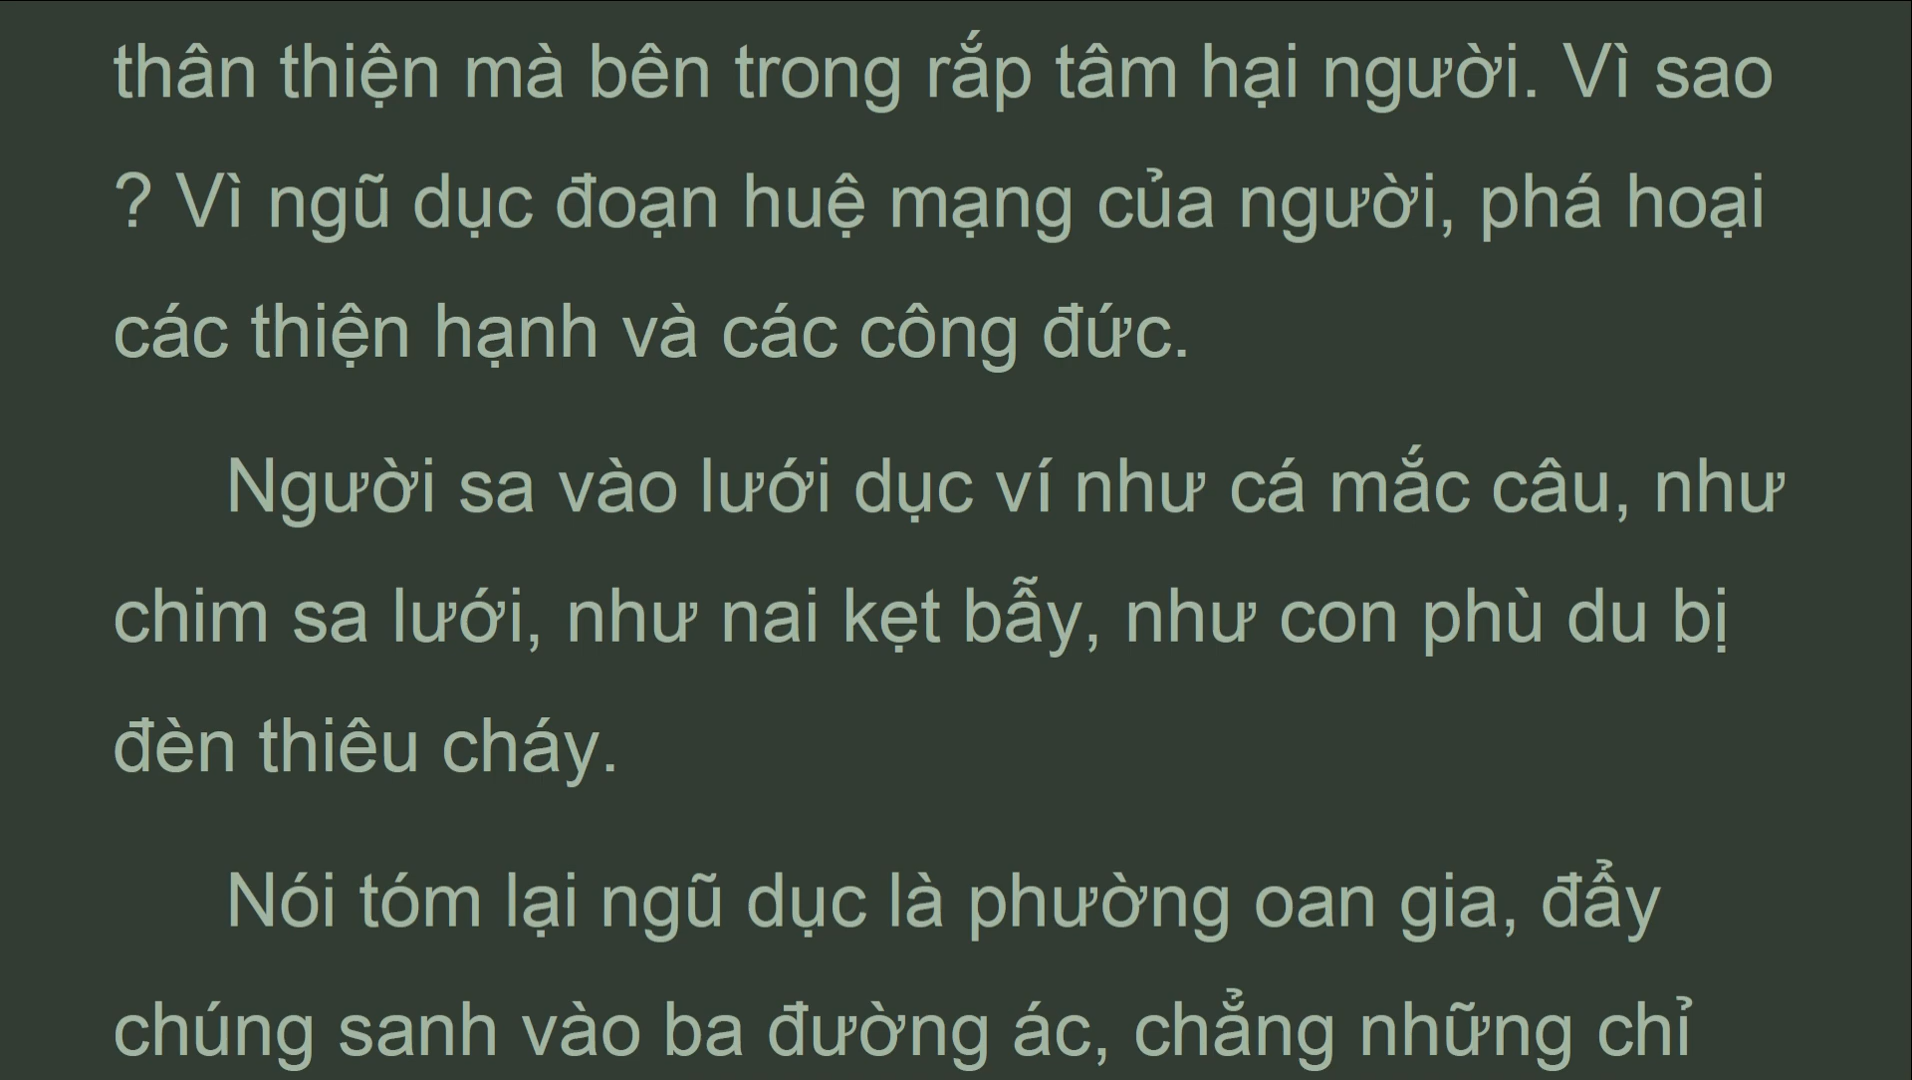 thân thiện mà bên trong rắp tâm hại người. Vì sao
? Vì ngũ dục đoạn huệ mạng của người, phá hoại
các thiện hạnh và các công đức.
Người sa vào lưới dục ví như cá mắc câu, như
chim sa lưới, như nai kẹt bẫy, như con phù du bị
đèn thiêu cháy.
Nói tóm lại ngũ dục là phường oan gia, đẩy
chúng sanh vào ba đường ác, chẳng những chỉ